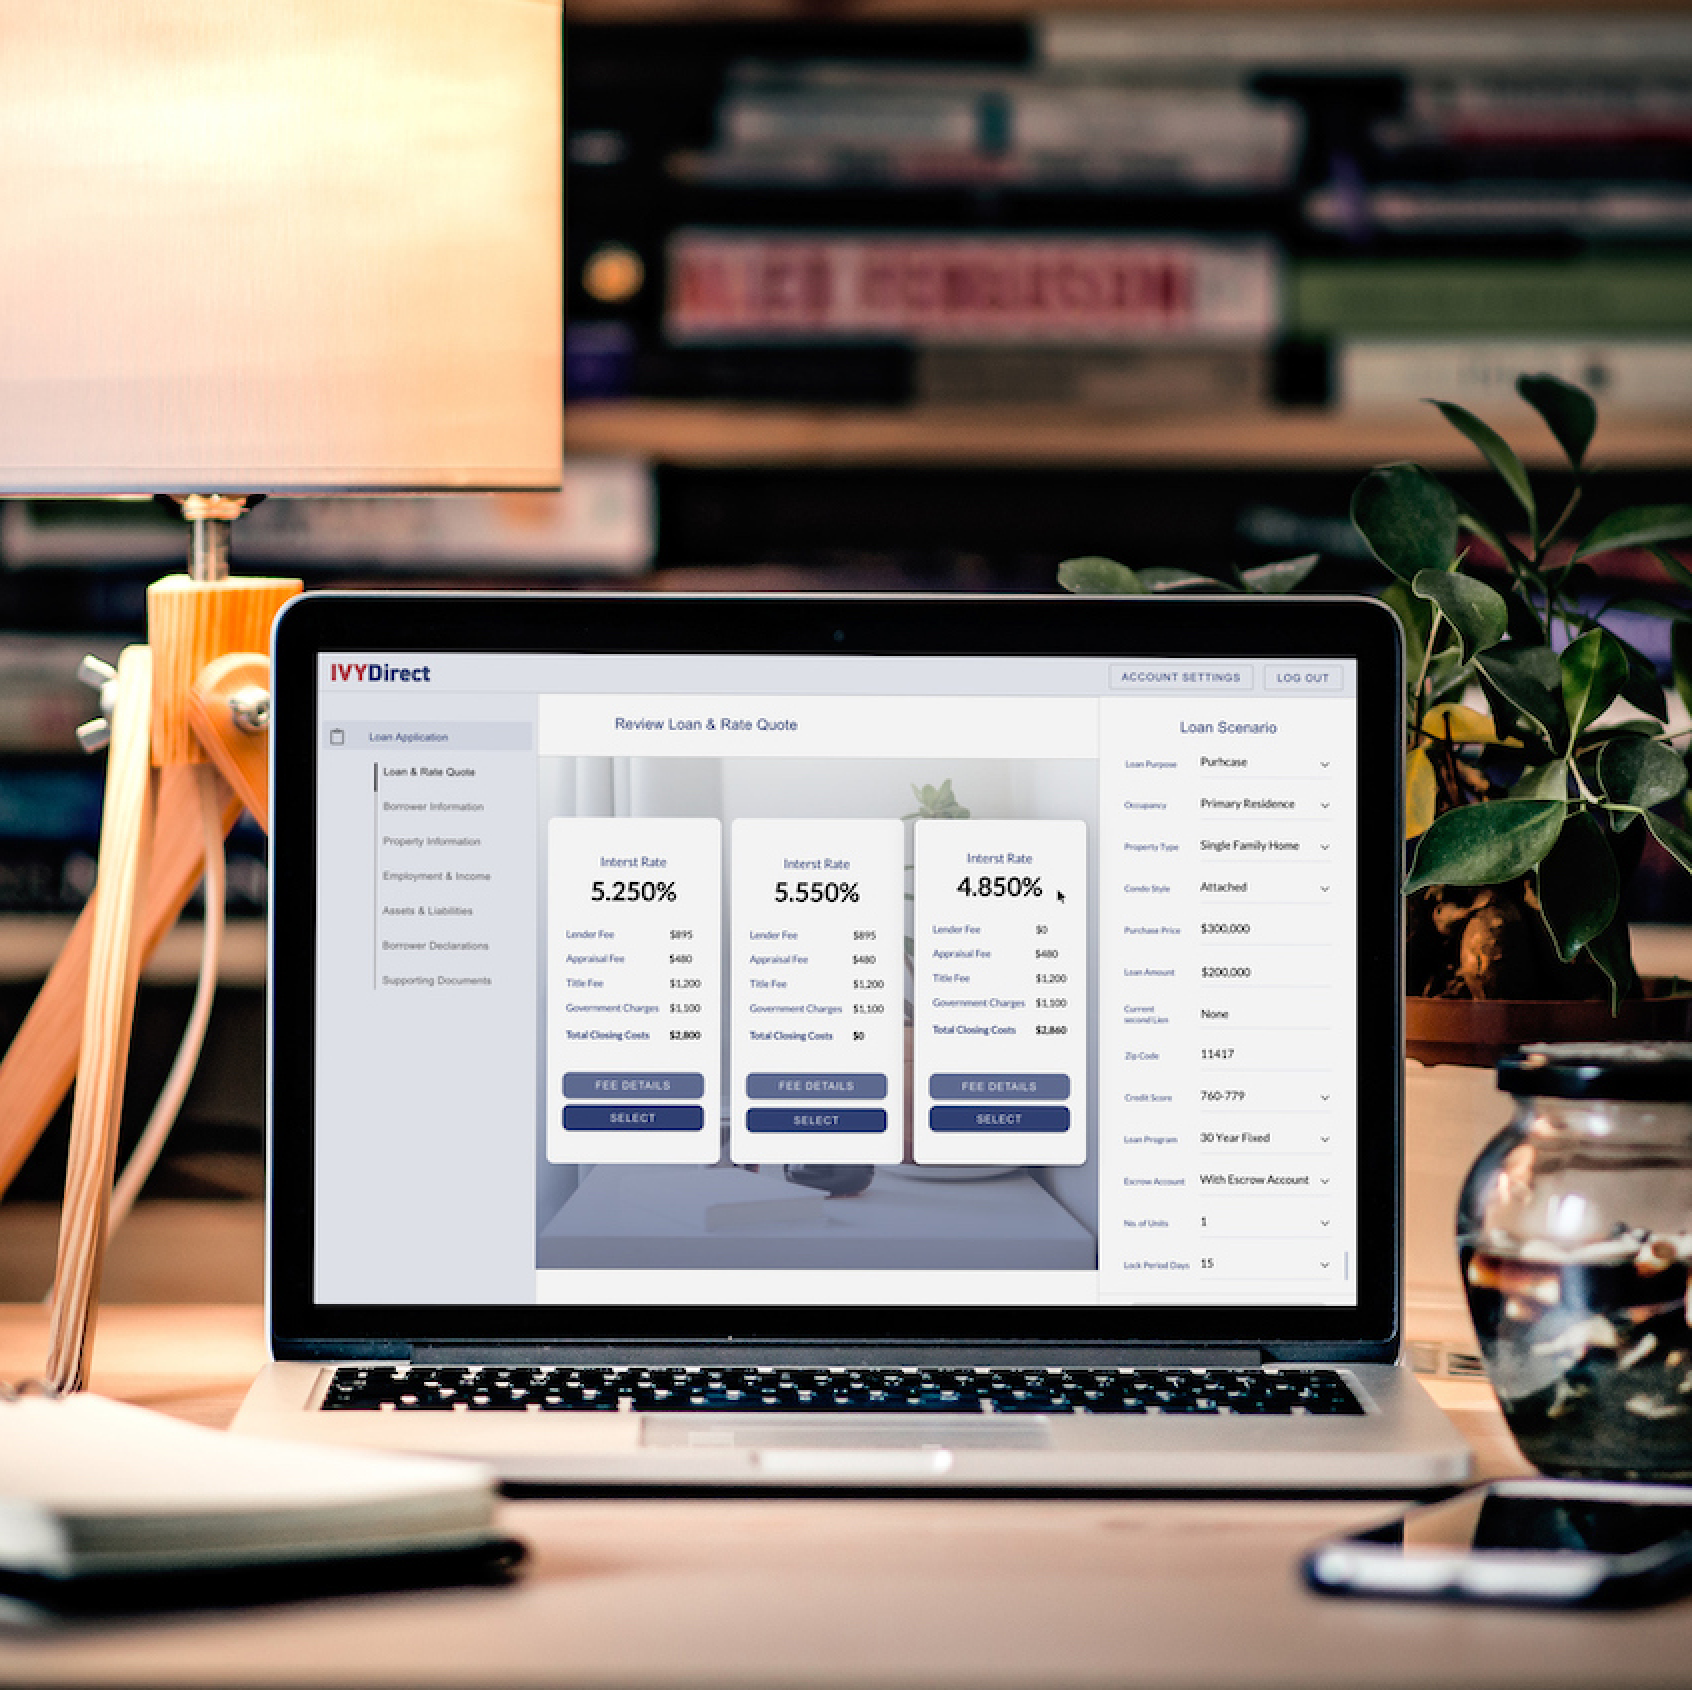 IVYDirect
ACCOUNT SETTINGS
LOG OUT
Loan Application
Loan & Rate Quote
Borrower Information
Property Information
Employment & Income
Assets & Liabilities
Borrower Declarations
Supporting Documents
Review Loan & Rate Quote
Interst Rate
5.250%
Lender Fee $895
Appraisal Fee $480
Title Fee $1,200
Government Charges $1,100
Total Closing Costs $2,800
FEE DETAILS
SELECT
Interst Rate
5.550%
Lender Fee $895
Appraisal Fee $480
Title Fee $1,200
Government Charges $1,100
Total Closing Costs $0
FEE DETAILS
SELECT
Interst Rate
4.850%
Lender Fee $0
Appraisal Fee $480
Title Fee $1,200
Government Charges $1,100
Total Closing Costs $2,860
FEE DETAILS
SELECT
Loan Scenario
Loan Purpose Purhcase
Occupancy Primary Residence
Property Type Single Family Home
Condo Style Attached
Purchase Price $300,000
Loan Amount $200,000
Current
second Lien None
Zip Code 11417
Credit Score 760-779
Loan Program 30 Year Fixed
Escrow Account With Escrow Account
No. of Units 1
Lock Period Days 15